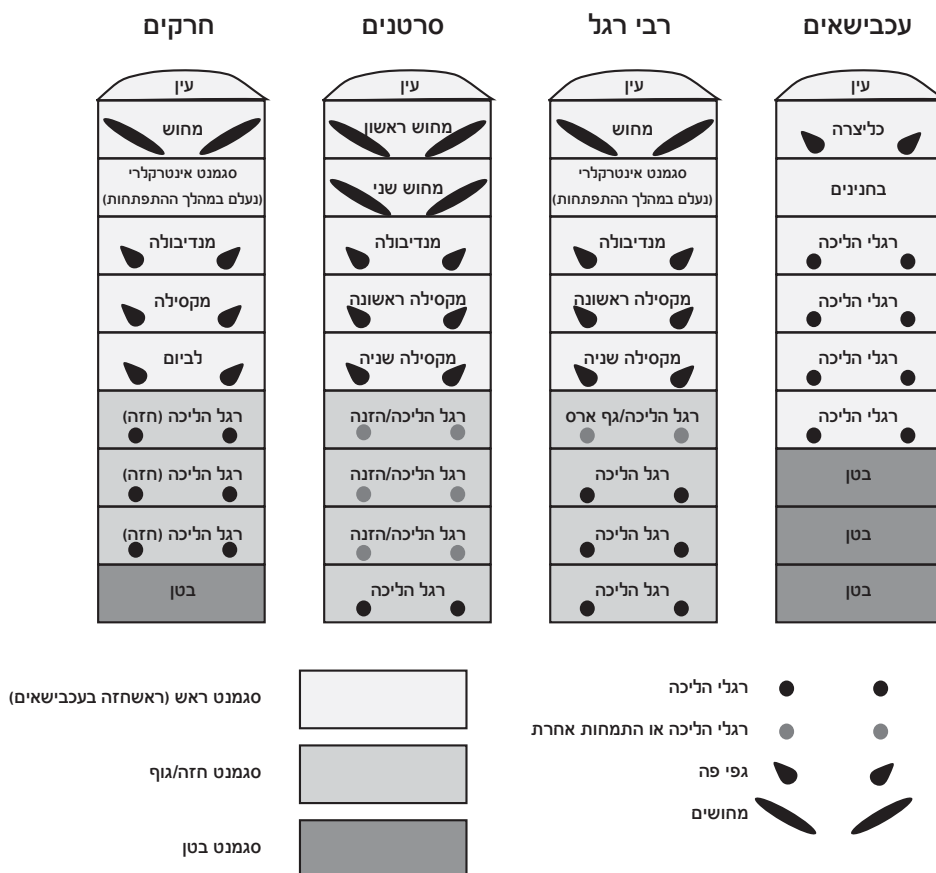 עכבישאים
עין
כליצרה
בחנינים
רגלי הליכה
רגלי הליכה
רגלי הליכה
רגלי הליכה
בטן
בטן
בטן
רבי רגל
עין
מחוש
סגמנט אינטרקלרי
(נעלם במהלך ההתפתחות)
מנדיבולה
מקסילה ראשונה
מקסילה שניה
רגל הליכה/גף ארס
רגל הליכה
רגל הליכה
רגל הליכה
סרטנים
עין
מחוש ראשון
מחוש שני
מנדיבולה
מקסילה ראשונה
מקסילה שניה
רגל הליכה/הזנה
רגל הליכה/הזנה
רגל הליכה/הזנה
רגל הליכה
חרקים
עין
מחוש
סגמנט אינטרקלרי
(נעלם במהלך ההתפתחות)
מנדיבולה
מקסילה
לביום
רגל הליכה (חזה)
רגל הליכה (חזה)
רגל הליכה (חזה)
בטן
רגלי הליכה
רגלי הליכה או התמחות אחרת
גפי פה
מחושים
סגמנט ראש (ראשחזה בעכבישאים)
סגמנט חזה/גוף
סגמנט בטן